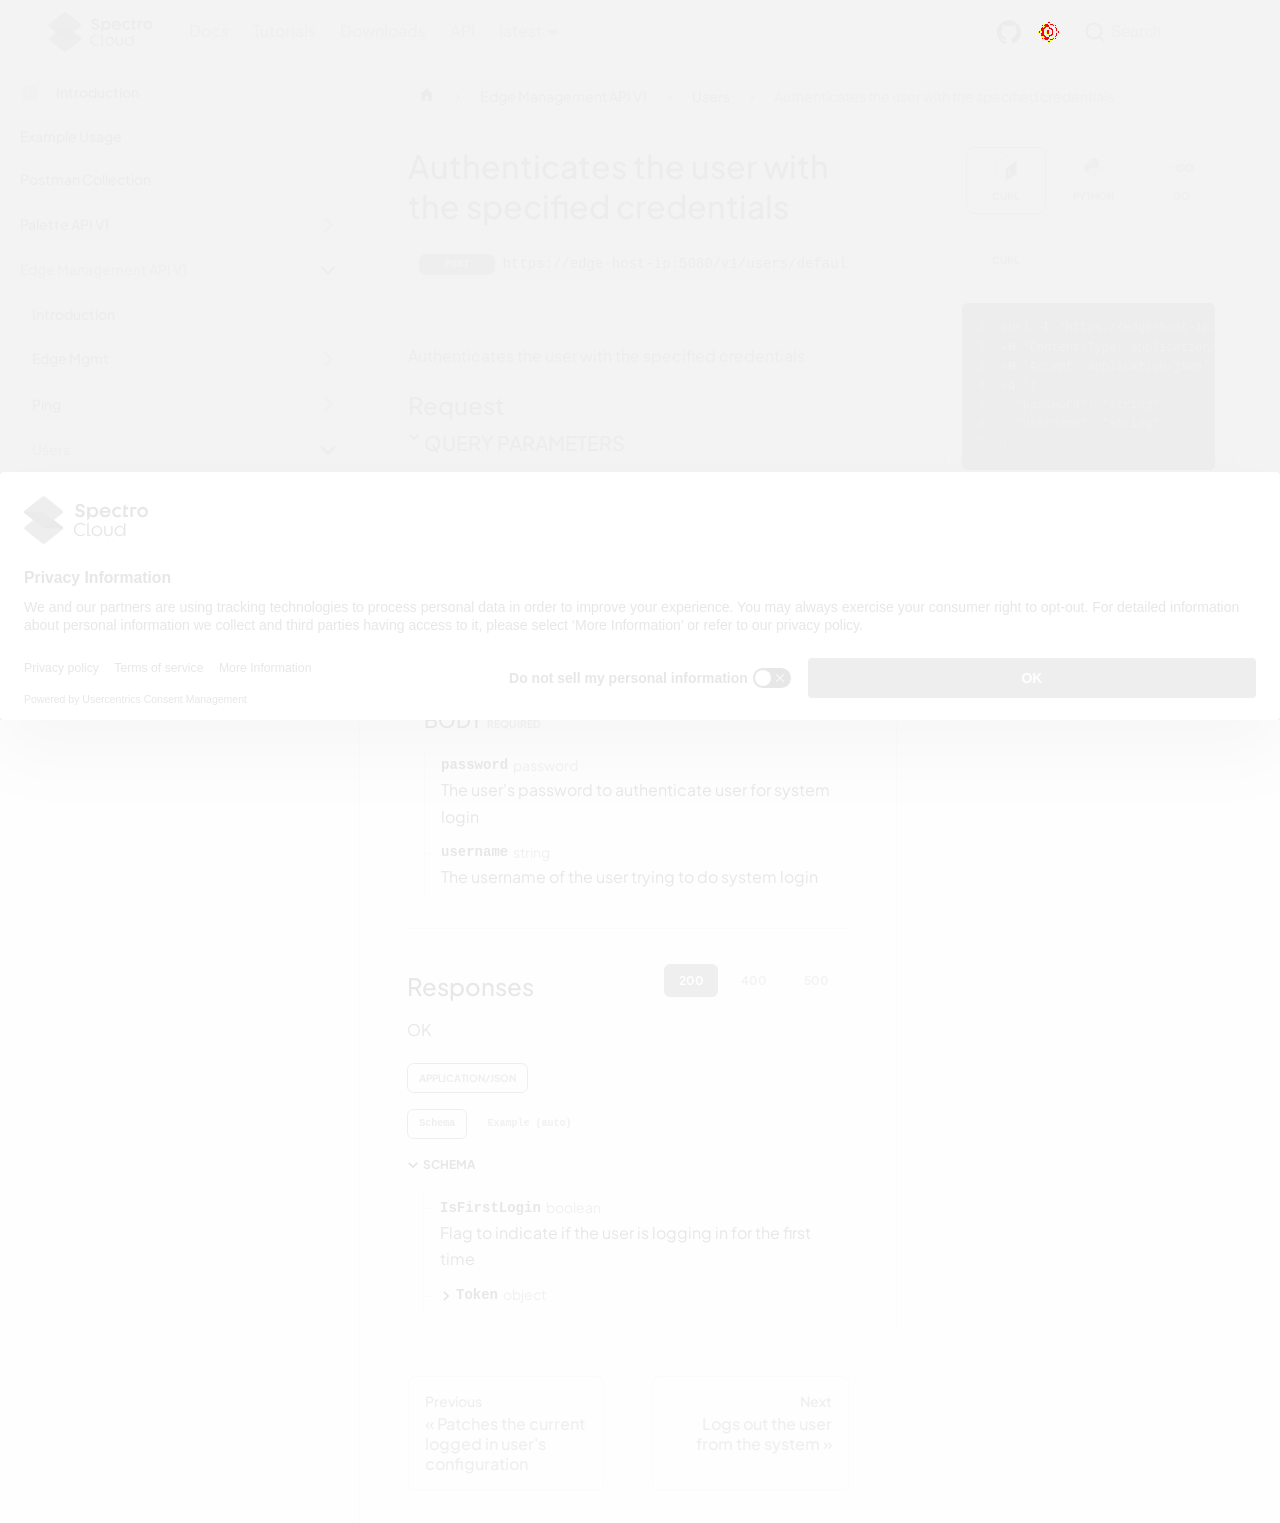 Spectro
Cloud
Docs
Tutorials
Downloads
API
latest
Search
Introduction
Example Usage
Postman Collection
Palette API V1
Edge Management API V1
Introduction
Edge Mgmt
Ping
Users
Edge Management API V1
Users
Authenticates the user with the specified credentials
Authenticates the user with
the specified credentials
POST
https://edge-host-ip:5080/v1/users/defaul
Authenticates the user with the specified credentials
Request
QUERY PARAMETERS
CURL
PYTHON
GO
CURL
Spectro
Cloud
Privacy Information
We and our partners are using tracking technologies to process personal data in order to improve your experience. You may always exercise your consumer right to opt-out. For detailed information
about personal information we collect and third parties having access to it, please select 'More Information' or refer to our privacy policy.
Privacy policy
Terms of service
More Information
Powered by Usercentrics Consent Management
Do not sell my personal information
OK
BODY REQUIRED
password password
The user's password to authenticate user for system
login
username string
The username of the user trying to do system login
Responses
200
400
500
OK
APPLICATION/JSON
Schema
Example (auto)
SCHEMA
IsFirstLogin boolean
Flag to indicate if the user is logging in for the first
time
Token object
Previous
« Patches the current
logged in user's
configuration
Next
Logs out the user
from the system »